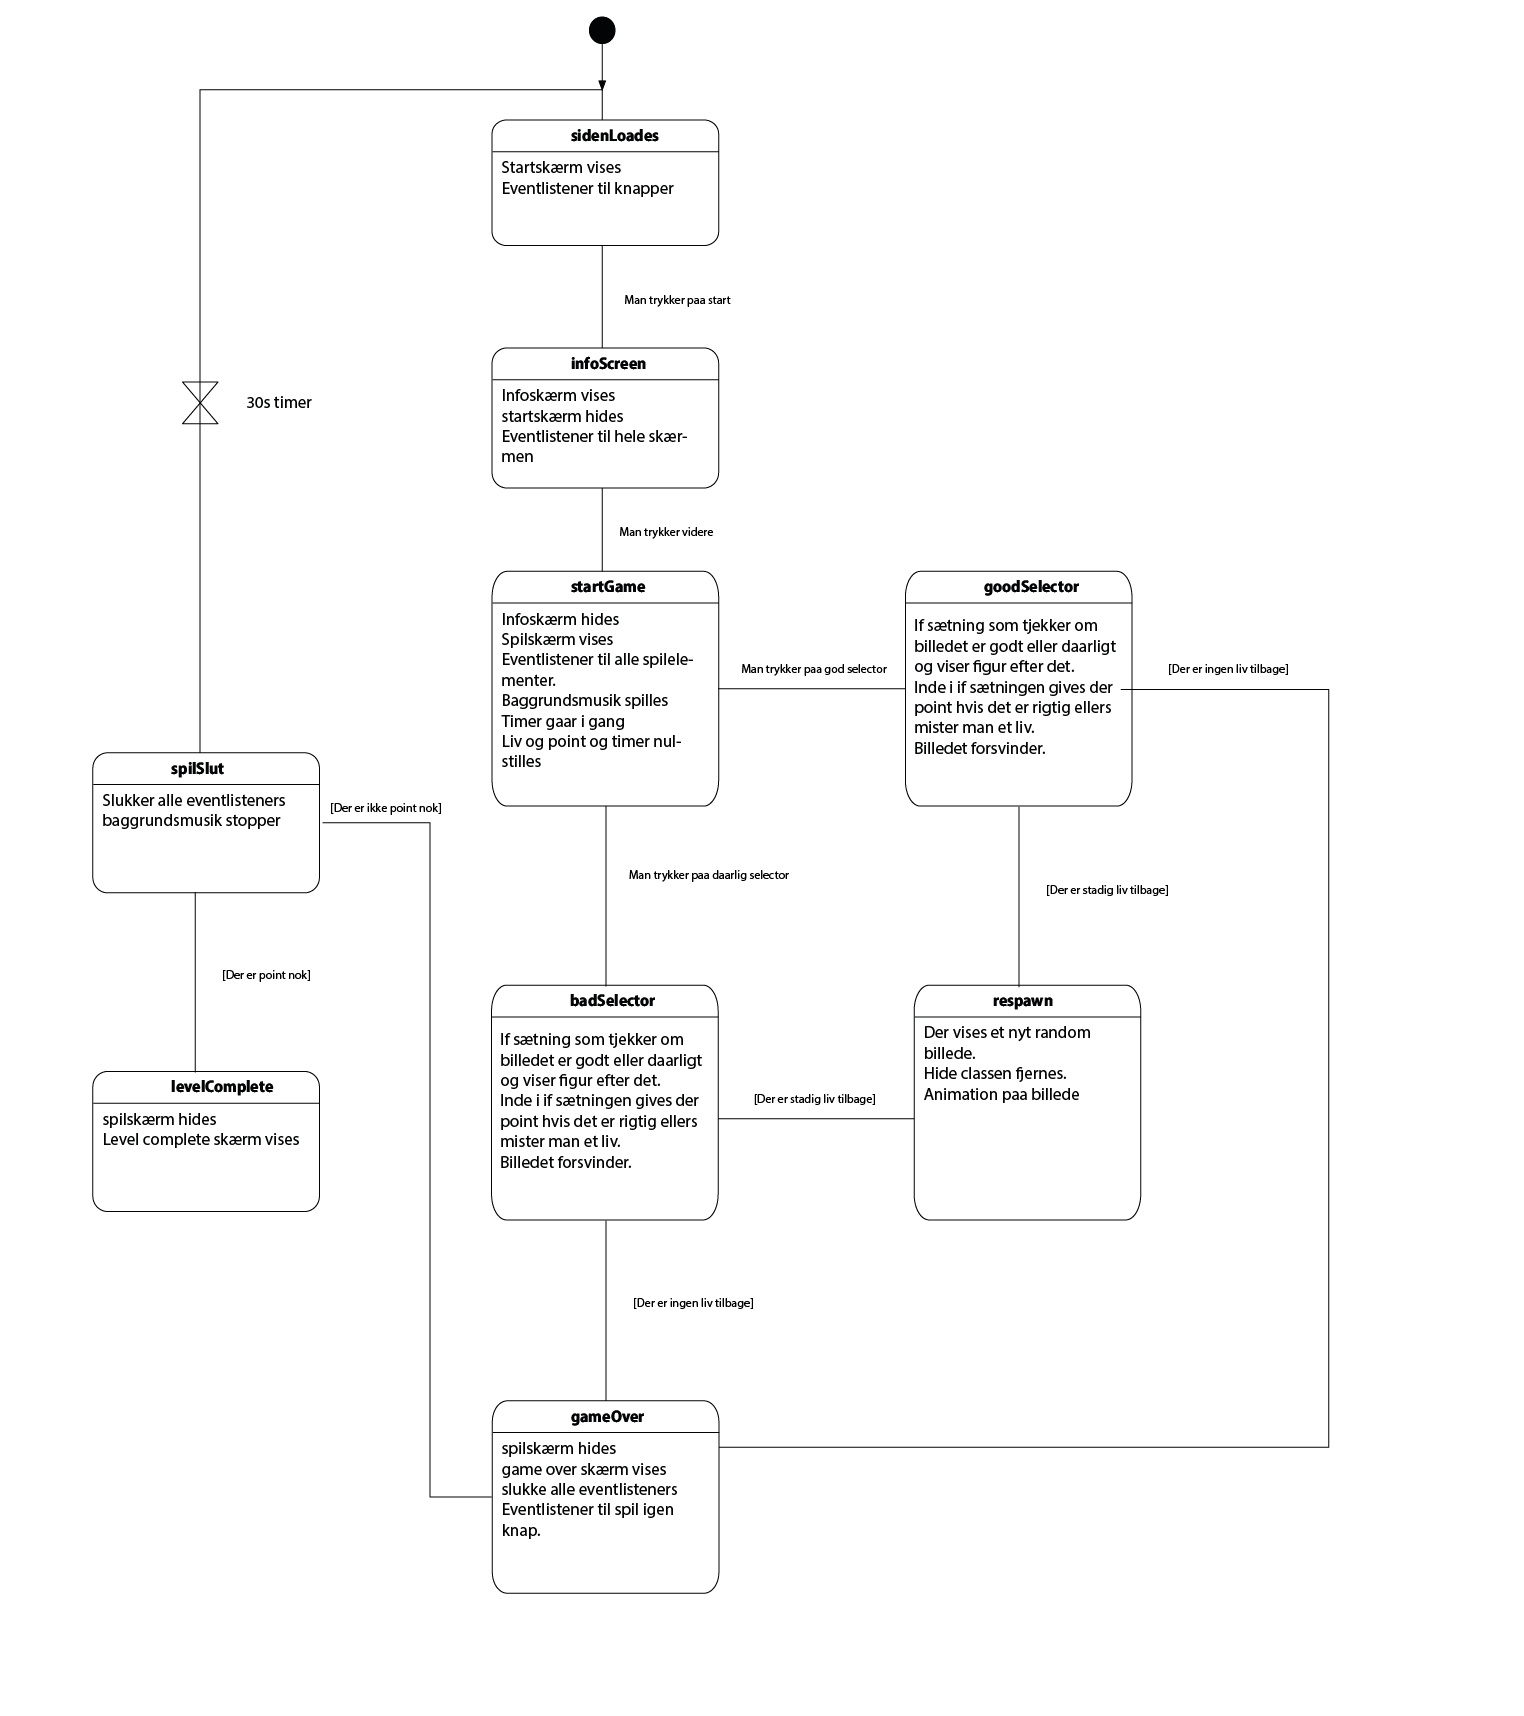 sidenLoades
Startskærm vises
Eventlistener til knapper
Man trykker paa start
infoScreen
Infoskærm vises
startskærm hides
Eventlistener til hele skær-
men
30s timer
Man trykker videre
startGame
Infoskærm hides
Spilskærm vises
Eventlistener til alle spilele-
menter.
Baggrundsmusik spilles
Timer gaar i gang
Liv og point og timer nul-
stilles
Man trykker paa god selector
goodSelector
If sætning som tjekker om
billedet er godt eller daarligt
og viser figur efter det.
Inde i if sætningen gives der
point hvis det er rigtig ellers
mister man et liv.
Billedet forsvinder.
[Der er ingen liv tilbage]
spilSlut
Slukker alle eventlisteners
baggrundsmusik stopper
[Der er ikke point nok]
Man trykker paa daarlig selector
[Der er stadig liv tilbage]
[Der er point nok]
levelComplete
spilskærm hides
Level complete skærm vises
badSelector
If sætning som tjekker om
billedet er godt eller daarligt
og viser figur efter det.
Inde i if sætningen gives der
point hvis det er rigtig ellers
mister man et liv.
Billedet forsvinder.
[Der er stadig liv tilbage]
respawn
Der vises et nyt random
billede.
Hide classen fjernes.
Animation paa billede
[Der er ingen liv tilbage]
gameOver
spilskærm hides
game over skærm vises
slukke alle eventlisteners
Eventlistener til spil igen
knap.